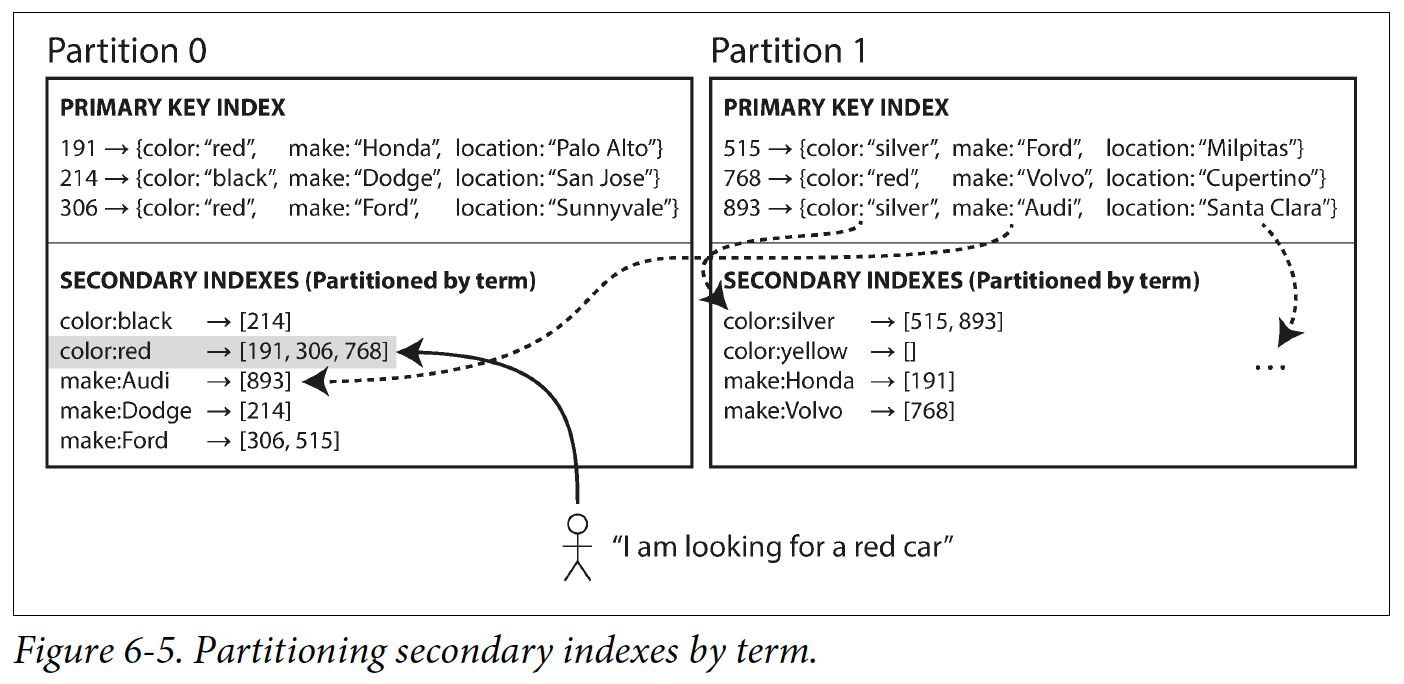 Partition 0
PRIMARY KEY INDEX
191 → {color: “red”, make: “Honda”, location: “Palo Alto”}
214 → {color: “black”, make: “Dodge”, location: “San Jose”}
306 → {color: “red”, make: “Ford”, location: “Sunnyvale”}
SECONDARY INDEXES (Partitioned by term)
color:black → [214]
color:red → [191, 306, 768]
make:Audi → [893]
make:Dodge → [214]
make:Ford → [306, 515]
Partition 1
PRIMARY KEY INDEX
515 → {color: “silver”, make: “Ford”, location: “Milpitas”}
768 → {color: “red”, make: “Volvo”, location: “Cupertino”}
893 → {color: “silver”, make: “Audi”, location: “Santa Clara”}
SECONDARY INDEXES (Partitioned by term)
color:silver → [515, 893]
color:yellow → []
make:Honda → [191]
make:Volvo → [768]
...
“I am looking for a red car”
Figure 6-5. Partitioning secondary indexes by term.